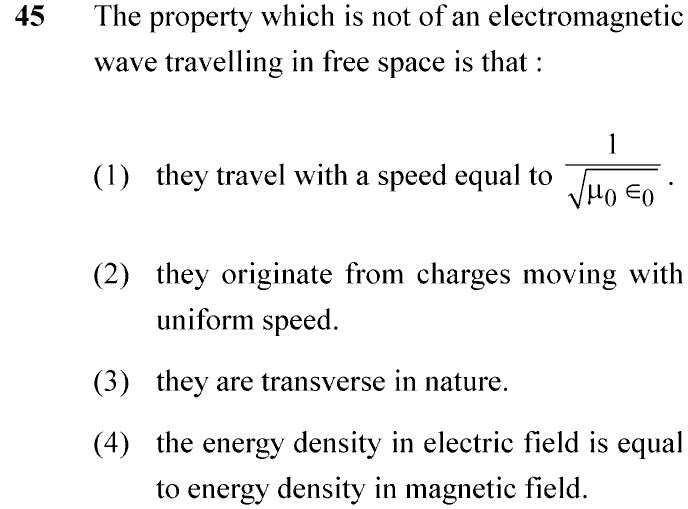 45 The property which is not of an electromagnetic
wave travelling in free space is that :
(1) they travel with a speed equal to 1/√μ₀ ∈₀ .
(2) they originate from charges moving with
uniform speed.
(3) they are transverse in nature.
(4) the energy density in electric field is equal
to energy density in magnetic field.